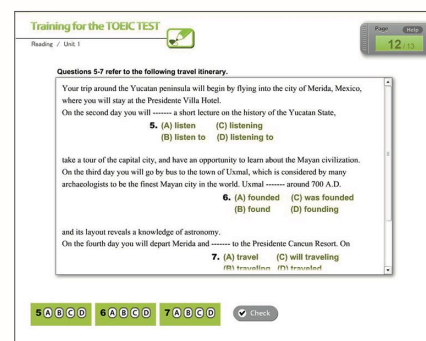 Training for the TOEIC TEST
Reading / Unit 1
Page Help
12/13
Questions 5-7 refer to the following travel itinerary.
Your trip around the Yucatan peninsula will begin by flying into the city of Merida, Mexico,
where you will stay at the Presidente Villa Hotel.
On the second day you will ------- a short lecture on the history of the Yucatan State,
5. (A) listen (C) listening
(B) listen to (D) listening to
take a tour of the capital city, and have an opportunity to learn about the Mayan civilization.
On the third day you will go by bus to the town of Uxmal, which is considered by many
archaeologists to be the finest Mayan city in the world. Uxmal ------- around 700 A.D.
6. (A) founded (C) was founded
(B) found (D) founding
and its layout reveals a knowledge of astronomy.
On the fourth day you will depart Merida and ------- to the Presidente Cancun Resort. On
7. (A) travel (C) will traveling
(B) traveling (D) traveled
5 A B C D 6 A B C D 7 A B C D Check